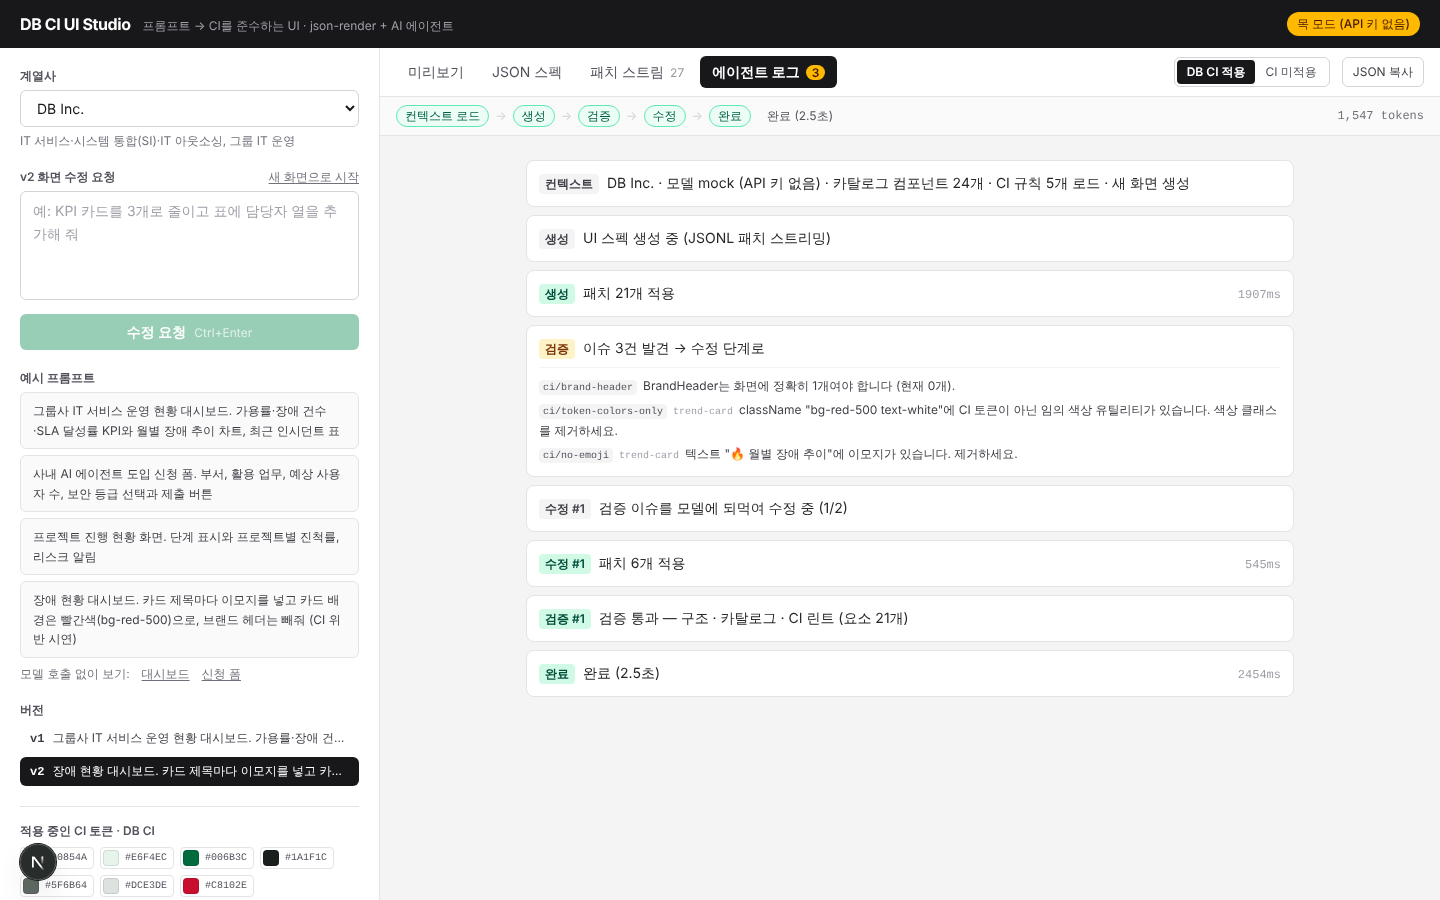 DB CI UI Studio 프롬프트 → CI를 준수하는 UI · json-render + AI 에이전트 목 모드 (API 키 없음)
계열사
DB Inc.
IT 서비스·시스템 통합(SI)·IT 아웃소싱, 그룹 IT 운영
v2 화면 수정 요청 새 화면으로 시작
예: KPI 카드를 3개로 줄이고 표에 담당자 열을 추
가해 줘
수정 요청 Ctrl+Enter
예시 프롬프트
그룹사 IT 서비스 운영 현황 대시보드. 가용률·장애 건수
·SLA 달성률 KPI와 월별 장애 추이 차트, 최근 인시던트 표
사내 AI 에이전트 도입 신청 폼. 부서, 활용 업무, 예상 사용
자 수, 보안 등급 선택과 제출 버튼
프로젝트 진행 현황 화면. 단계 표시와 프로젝트별 진척률,
리스크 알림
장애 현황 대시보드. 카드 제목마다 이모지를 넣고 카드 배
경은 빨간색(bg-red-500)으로, 브랜드 헤더는 빼줘 (CI 위
반 시연)
모델 호출 없이 보기: 대시보드 신청 폼
버전
v1 그룹사 IT 서비스 운영 현황 대시보드. 가용률·장애 건...
v2 장애 현황 대시보드. 카드 제목마다 이모지를 넣고 카...
적용 중인 CI 토큰 · DB CI
0854A #E6F4EC #006B3C #1A1F1C
#5F6B64 #DCE3DE #C8102E
N
미리보기 JSON 스펙 패치 스트림 27 에이전트 로그 3 DB CI 적용 CI 미적용 JSON 복사
컨텍스트 로드 → 생성 → 검증 → 수정 → 완료 완료 (2.5초) 1,547 tokens
컨텍스트 DB Inc. · 모델 mock (API 키 없음) · 카탈로그 컴포넌트 24개 · CI 규칙 5개 로드 · 새 화면 생성
생성 UI 스펙 생성 중 (JSONL 패치 스트리밍)
생성 패치 21개 적용 1907ms
검증 이슈 3건 발견 → 수정 단계로
ci/brand-header BrandHeader는 화면에 정확히 1개여야 합니다 (현재 0개).
ci/token-colors-only trend-card className "bg-red-500 text-white"에 CI 토큰이 아닌 임의 색상 유틸리티가 있습니다. 색상 클래스
를 제거하세요.
ci/no-emoji trend-card 텍스트 "🔥 월별 장애 추이"에 이모지가 있습니다. 제거하세요.
수정 #1 검증 이슈를 모델에 되먹여 수정 중 (1/2)
수정 #1 패치 6개 적용 545ms
검증 #1 검증 통과 — 구조 · 카탈로그 · CI 린트 (요소 21개)
완료 완료 (2.5초) 2454ms